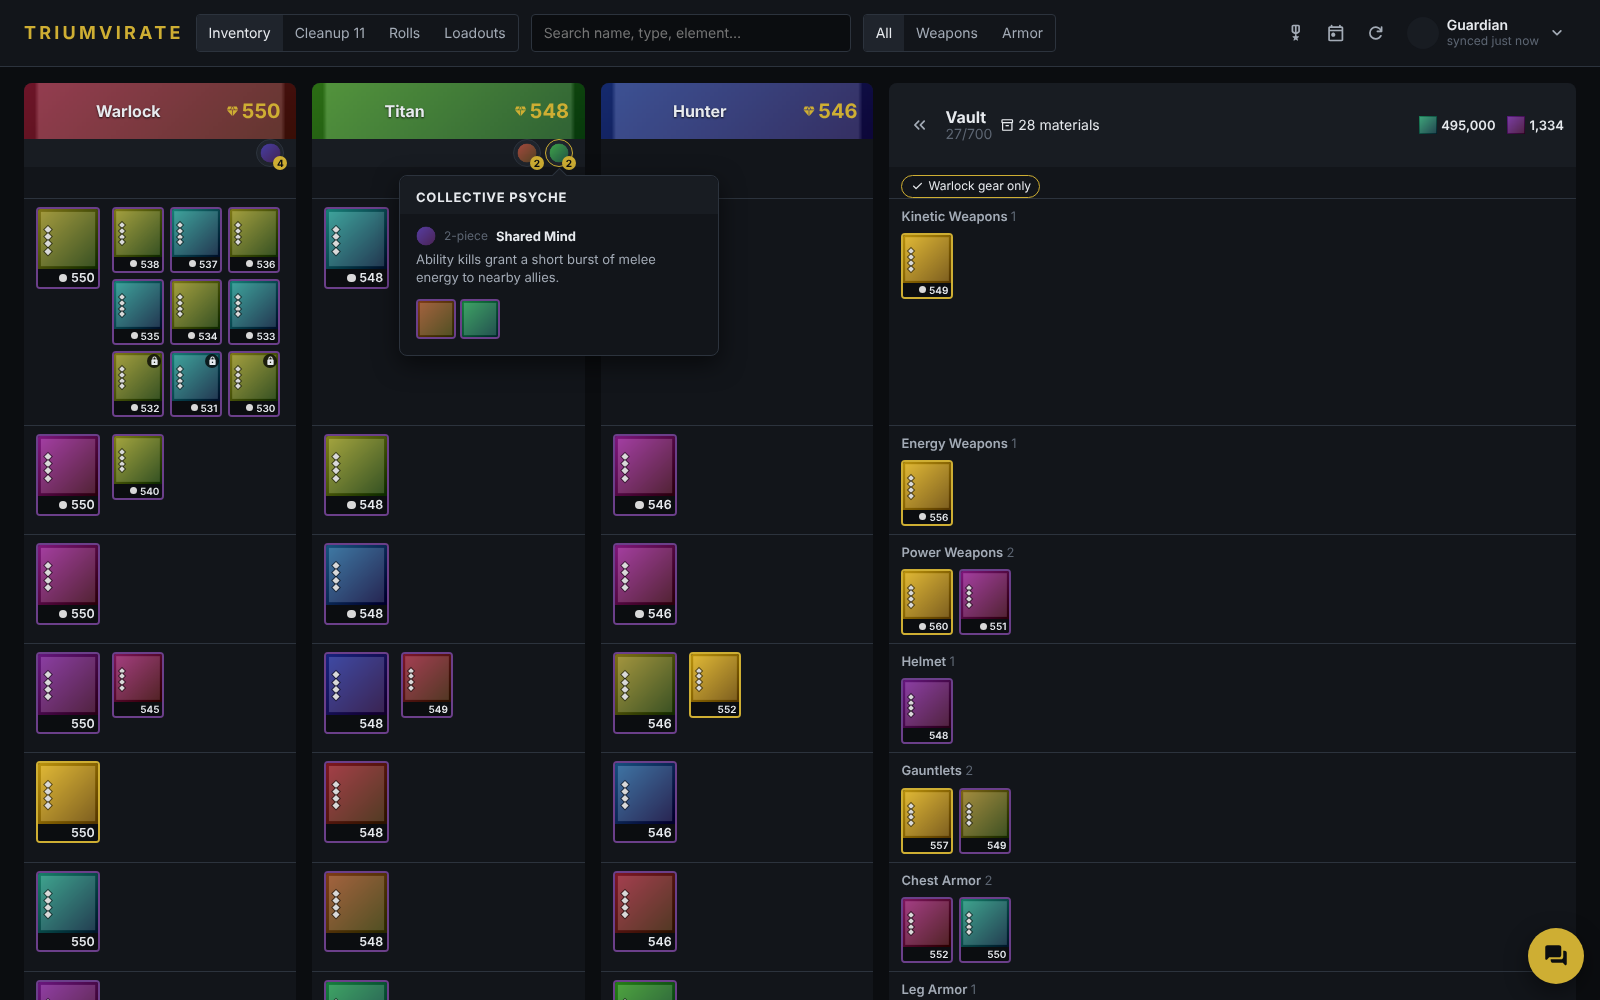 TRIUMVIRATE
Inventory
Cleanup 11
Rolls
Loadouts
Search name, type, element...
All
Weapons
Armor
Guardian
synced just now
Warlock
550
Titan
548
Hunter
546
Vault
27/700
28 materials
495,000
1,334
4
2
2
Warlock gear only
COLLECTIVE PSYCHE
2-piece Shared Mind
Ability kills grant a short burst of melee
energy to nearby allies.
550
538
537
536
535
534
533
532
531
530
548
Kinetic Weapons 1
549
550
540
548
546
Energy Weapons 1
556
550
548
546
Power Weapons 2
560
551
550
545
548
549
546
552
Helmet 1
548
550
548
546
Gauntlets 2
557
549
550
548
546
Chest Armor 2
552
550
Leg Armor 1